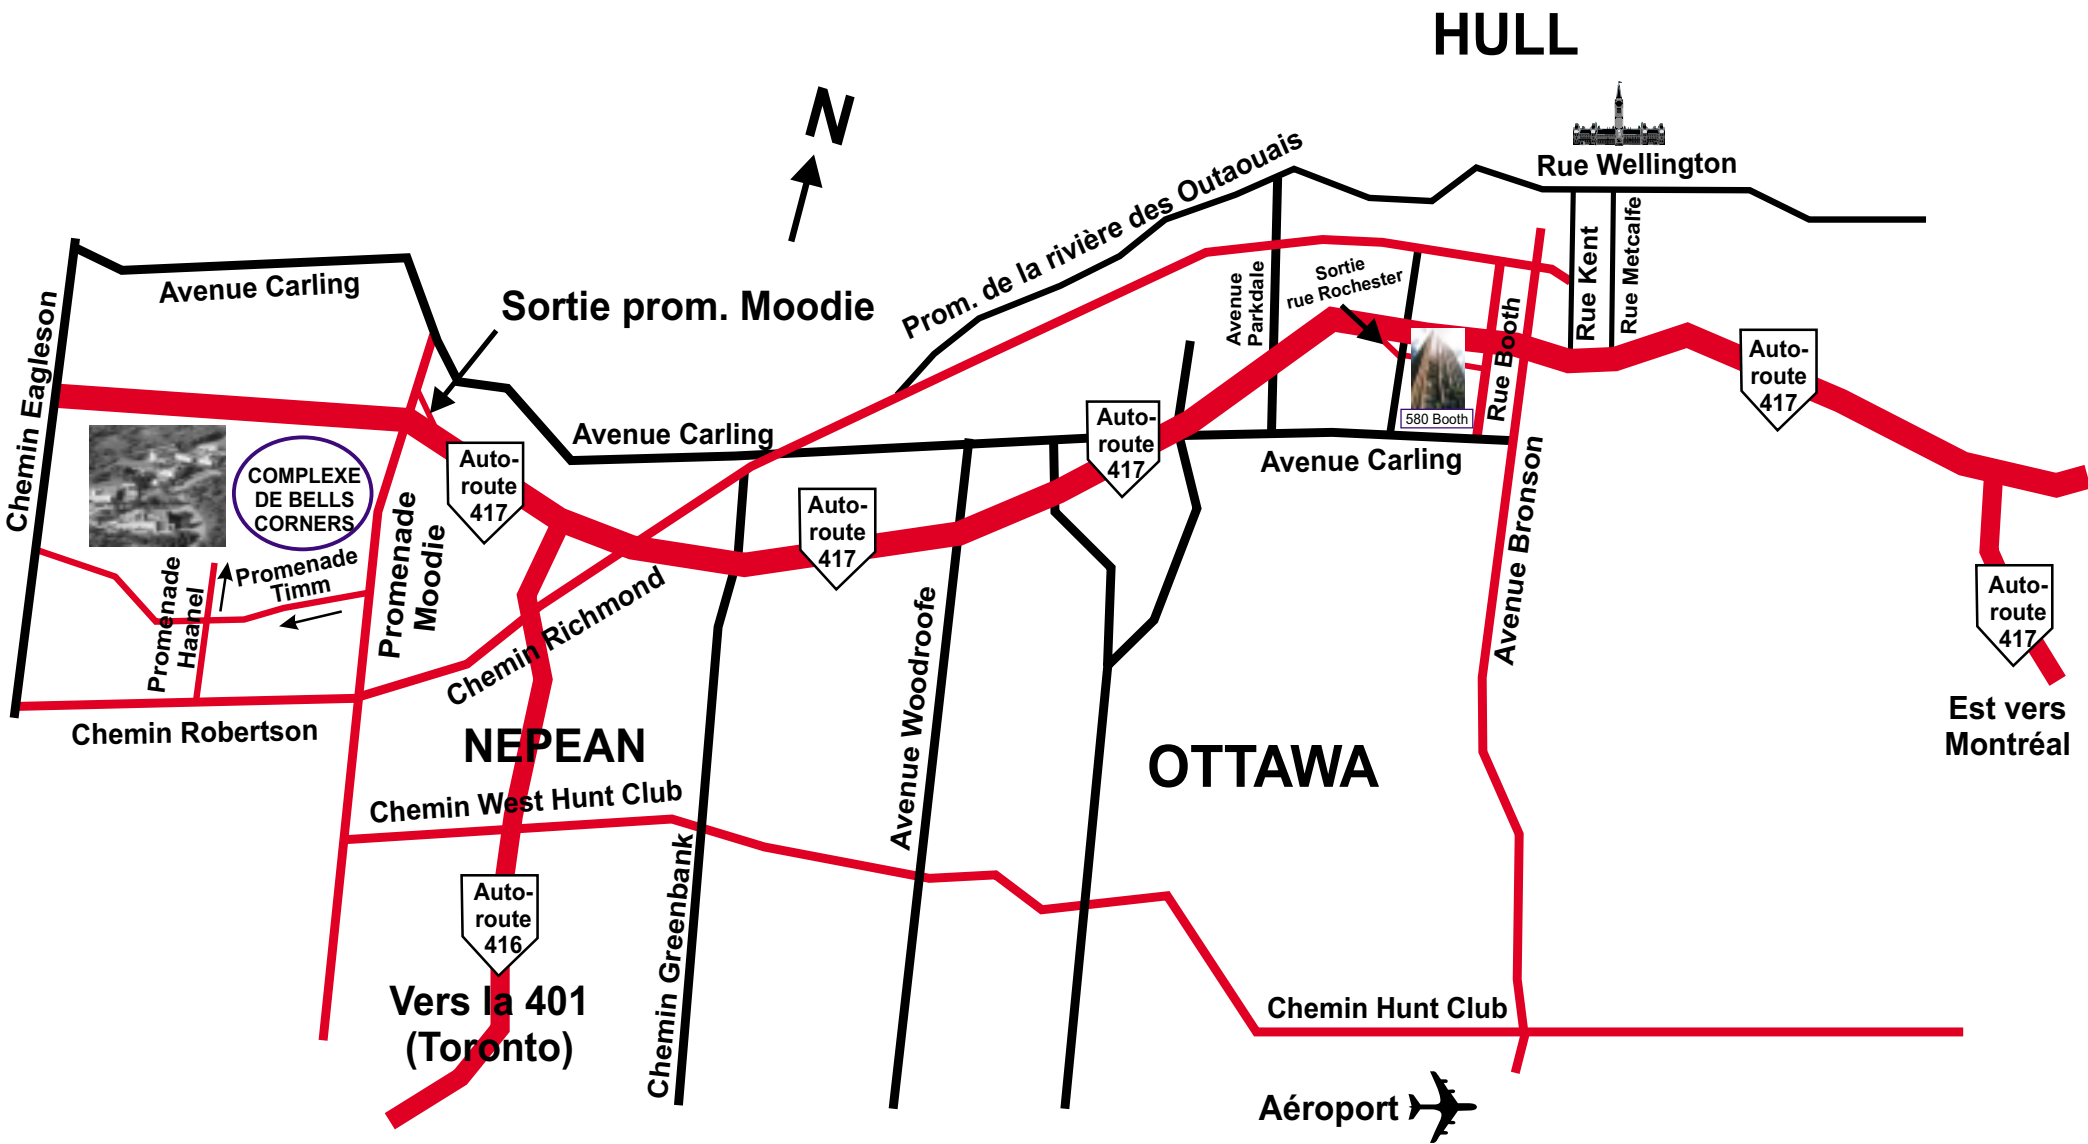 HULL
N
Rue Wellington
Prom. de la rivière des Outaouais
Avenue Carling
Sortie prom. Moodie
Chemin Eagleson
Avenue
Parkdale
Sortie
rue Rochester
Rue Kent
Rue Metcalfe
Rue Booth
580 Booth
Auto-
route
417
Avenue Carling
Auto-
route
417
Avenue Carling
Auto-
route
417
Auto-
route
417
COMPLEXE
DE BELLS
CORNERS
Promenade
Moodie
Promenade
Timm
Promenade
Haanel
Chemin Richmond
Avenue Woodroofe
Avenue Bronson
Auto-
route
417
Est vers
Montréal
Chemin Robertson
NEPEAN
OTTAWA
Chemin West Hunt Club
Chemin Greenbank
Auto-
route
416
Vers la 401
(Toronto)
Chemin Hunt Club
Aéroport